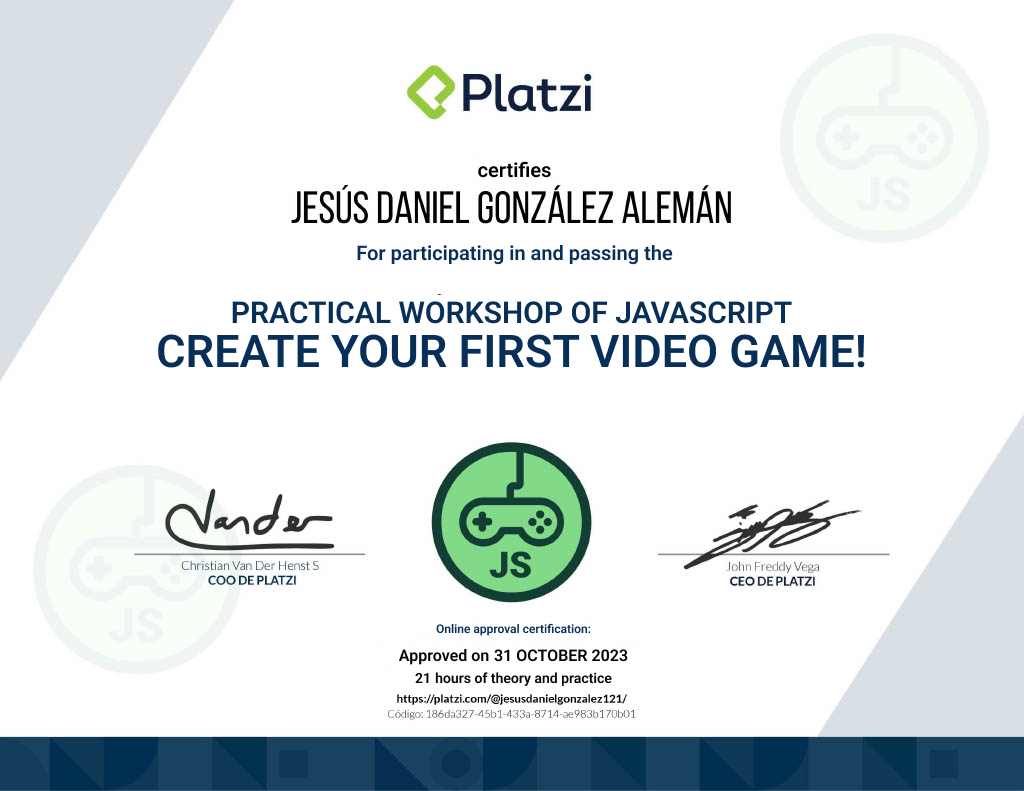 Platzi
certifies
JESÚS DANIEL GONZÁLEZ ALEMÁN
For participating in and passing the
PRACTICAL WORKSHOP OF JAVASCRIPT
CREATE YOUR FIRST VIDEO GAME!
JS
Vander
Christian Van Der Henst S
COO DE PLATZI
JS
John Freddy Vega
CEO DE PLATZI
JS
Online approval certification:
Approved on 31 OCTOBER 2023
21 hours of theory and practice
https://platzi.com/@jesusdanielgonzalez121/
Código: 186da327-45b1-433a-8714-ae983b170b01